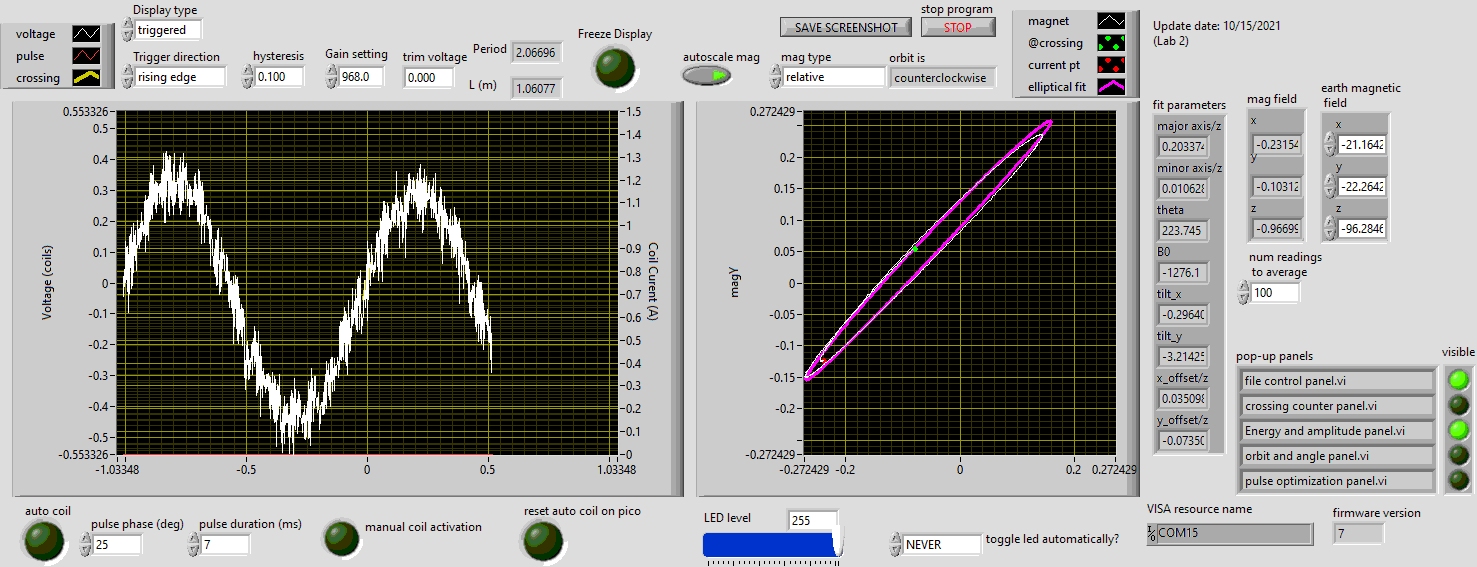 voltage
pulse
crossing
Display type
triggered
Trigger direction
rising edge
hysteresis
0.100
Gain setting
968.0
trim voltage
0.000
Period
2.06696
L (m)
1.06077
Freeze Display
autoscale mag
SAVE SCREENSHOT
stop program
STOP
mag type
relative
orbit is
counterclockwise
magnet
@crossing
current pt
elliptical fit
Update date: 10/15/2021
(Lab 2)
Voltage (coils)
0.553326
0.5
0.4
0.3
0.2
0.1
0
-0.1
-0.2
-0.3
-0.4
-0.5
-0.553326
-1.03348
-0.5
0
0.5
1.03348
1.5
1.4
1.3
1.2
1.1
1
0.9
0.8
0.7
0.6
0.5
0.4
0.3
0.2
0.1
0
Coil Current (A)
magY
0.272429
0.2
0.15
0.1
0.05
0
-0.05
-0.1
-0.15
-0.2
-0.272429
-0.272429
-0.2
0
0.2
0.272429
fit parameters
major axis/z
0.203374
minor axis/z
0.010628
theta
223.745
B0
-1276.1
tilt_x
-0.2964
tilt_y
-3.2142
x_offset/z
0.035098
y_offset/z
-0.0735
mag field
x
-0.23154
y
-0.10312
z
-0.96699
earth magnetic
field
x
-21.1642
y
-22.2642
z
-96.2846
num readings
to average
100
pop-up panels
visible
file control panel.vi
crossing counter panel.vi
Energy and amplitude panel.vi
orbit and angle panel.vi
pulse optimization panel.vi
auto coil
pulse phase (deg)
25
pulse duration (ms)
7
manual coil activation
reset auto coil on pico
LED level
255
NEVER
toggle led automatically?
VISA resource name
COM15
firmware version
7